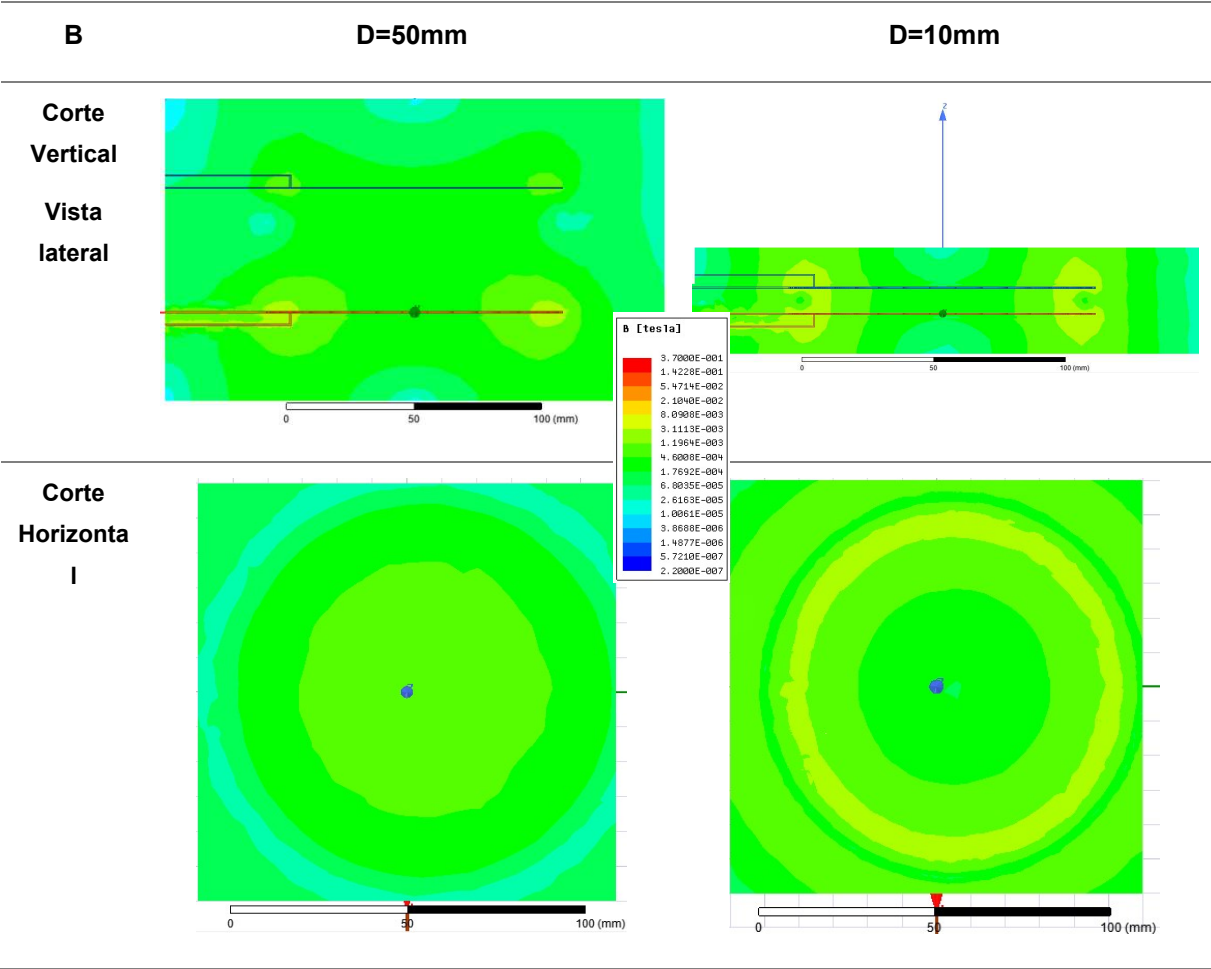 B D=50mm D=10mm
Corte
Vertical
Vista
lateral
Z
0 50 100 (mm)
0 50 100 (mm)
B [tesla]
3.7000E-001
1.4228E-001
5.4714E-002
2.1040E-002
8.0908E-003
3.1113E-003
1.1964E-003
4.6008E-004
1.7692E-004
6.8035E-005
2.6163E-005
1.0061E-005
3.8688E-006
1.4877E-006
5.7210E-007
2.2000E-007
Corte
Horizonta
l
0 50 100 (mm)
0 50 100 (mm)